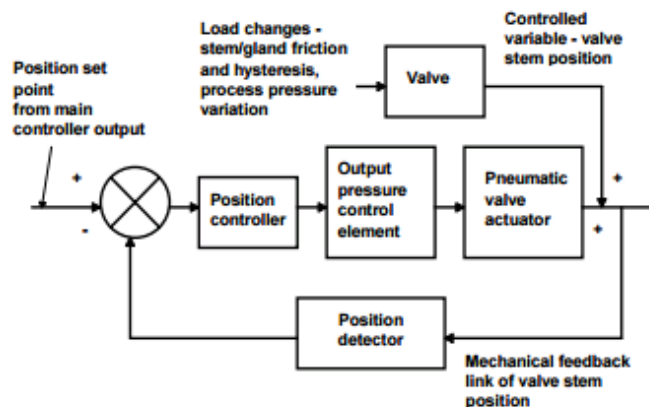 Load changes -
stem/gland friction
and hysteresis,
process pressure
variation
Controlled
variable - valve
stem position
Position set
point
from main
controller output
Valve
+
-
Position
controller
Output
pressure
control
element
Pneumatic
valve
actuator
+
+
Position
detector
Mechanical feedback
link of valve stem
position